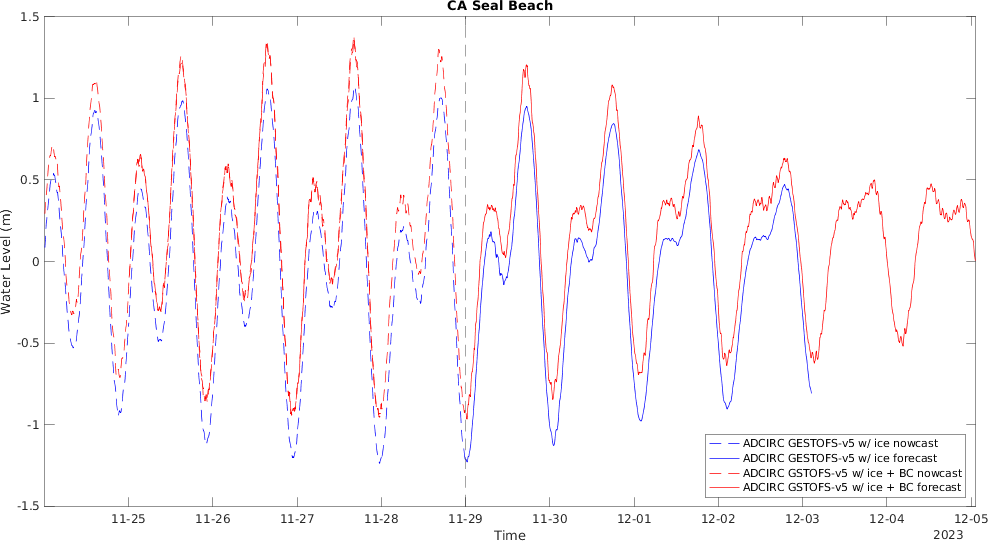 CA Seal Beach
1.5
1
0.5
0
-0.5
-1
-1.5
Water Level (m)
11-25 11-26 11-27 11-28 11-29 11-30 12-01 12-02 12-03 12-04 12-05
Time
2023
ADCIRC GESTOFS-v5 w/ ice nowcast
ADCIRC GESTOFS-v5 w/ ice forecast
ADCIRC GSTOFS-v5 w/ ice + BC nowcast
ADCIRC GSTOFS-v5 w/ ice + BC forecast